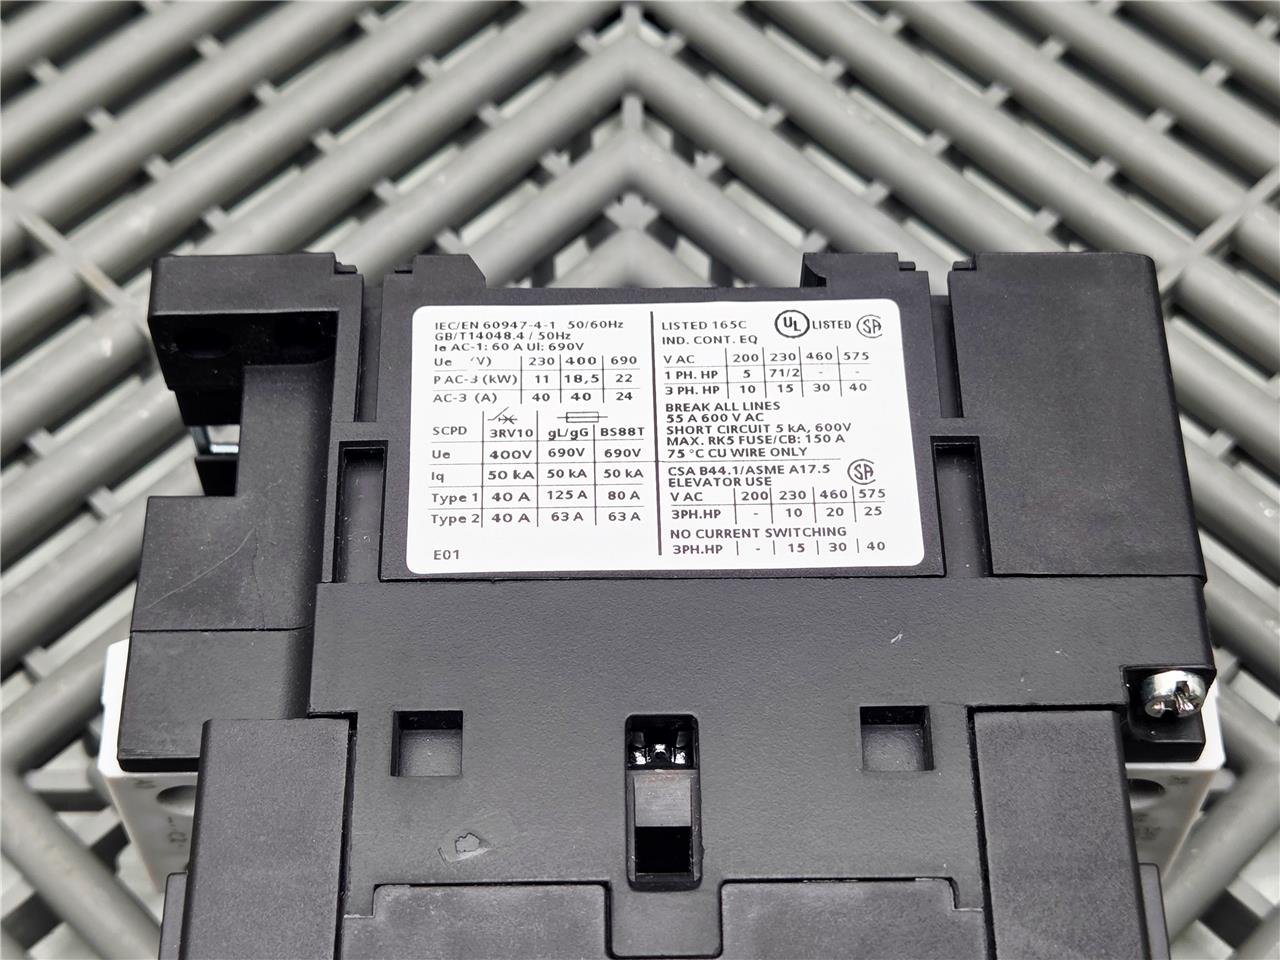 IEC/EN 60947-4-1 50/60Hz
GB/T14048.4 / 50Hz
Ie AC-1: 60 A UI: 690V
Ue (V) 230 400 690
P AC-3 (kW) 11 18,5 22
AC-3 (A) 40 40 24
SCPD 3RV10 gL/gG BS88T
Ue 400V 690V 690V
Iq 50 kA 50 kA 50 kA
Type 1 40 A 125 A 80 A
Type 2 40 A 63 A 63 A
E01
LISTED 165C UL LISTED SA
IND. CONT. EQ
V AC 200 230 460 575
1 PH. HP 5 71/2 - -
3 PH. HP 10 15 30 40
BREAK ALL LINES
55 A 600 V AC
SHORT CIRCUIT 5 kA, 600V
MAX. RK5 FUSE/CB: 150 A
75 °C CU WIRE ONLY
CSA B44.1/ASME A17.5 SA
ELEVATOR USE
V AC 200 230 460 575
3PH.HP - 10 20 25
NO CURRENT SWITCHING
3PH.HP - 15 30 40